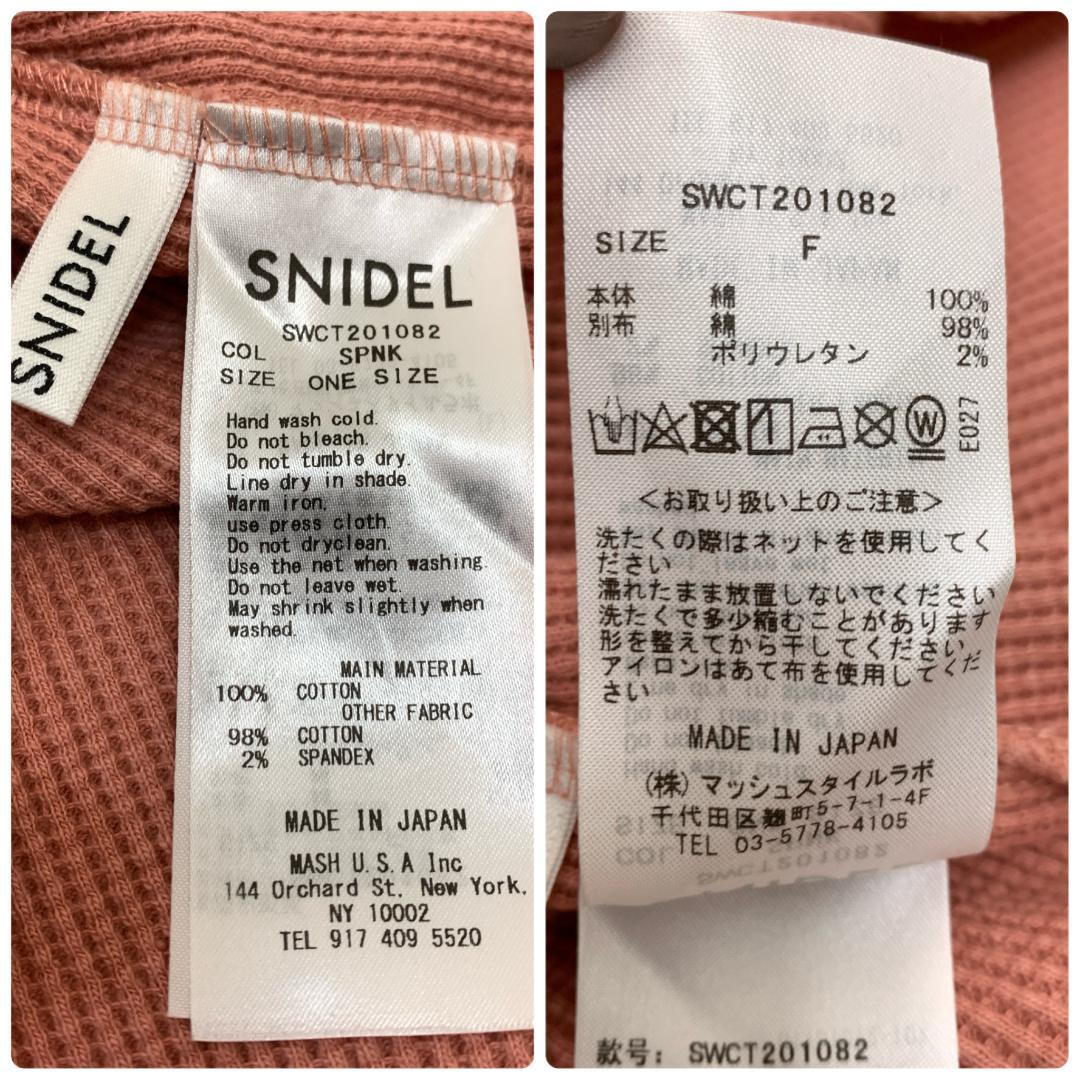 SNIDEL
SNIDEL
SWCT201082
COL SPNK
SIZE ONE SIZE
Hand wash cold.
Do not bleach.
Do not tumble dry.
Line dry in shade.
Warm iron,
use press cloth.
Do not dryclean.
Use the net when washing.
Do not leave wet.
May shrink slightly when
washed.
MAIN MATERIAL
100% COTTON
OTHER FABRIC
98% COTTON
2% SPANDEX
MADE IN JAPAN
MASH U.S.A Inc
144 Orchard St. New York.
NY 10002
TEL 917 409 5520
SWCT201082
SIZE F
本体 綿 100%
別布 綿 98%
ポリウレタン 2%
W E027
＜お取り扱い上のご注意＞
洗たくの際はネットを使用してく
ださい
濡れたまま放置しないでください
洗たくで多少縮むことがあります
形を整えてから干してください。
アイロンはあて布を使用してくだ
さい
MADE IN JAPAN
(株)マッシュスタイルラボ
千代田区麹町5-7-1-4F
TEL 03-5778-4105
款号: SWCT201082